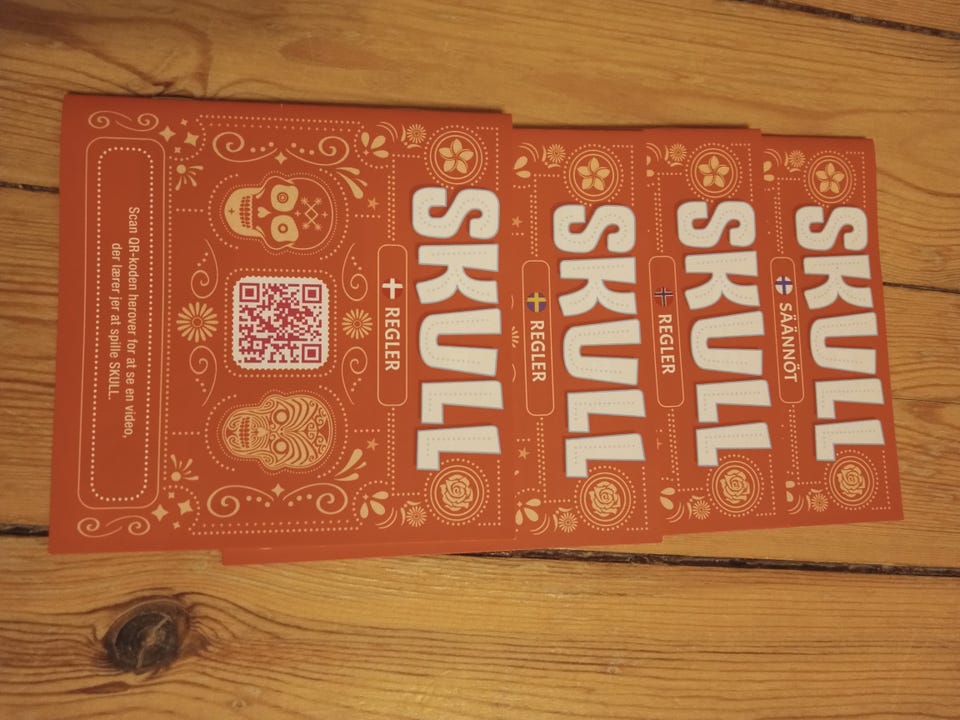 SKULL
REGLER
Scan QR-koden herover for at se en video,
der lærer jer at spille SKULL.
SKULL
REGLER
SKULL
REGLER
SKULL
SÄÄNNÖT